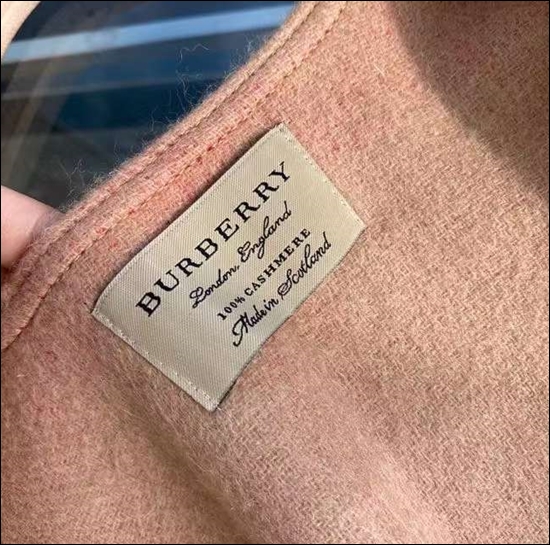 BURBERRY
London, England
100% CASHMERE
Made in Scotland